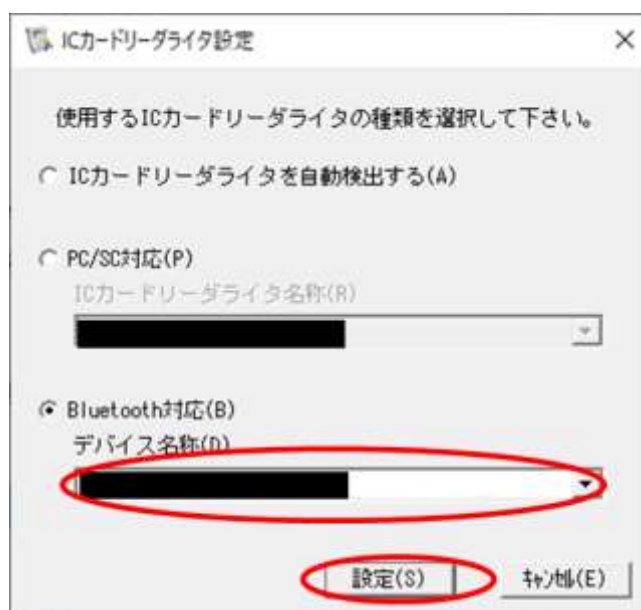 ICカードリーダライタ設定
使用するICカードリーダライタの種類を選択して下さい。
ICカードリーダライタを自動検出する(A)
PC/SC対応(P)
ICカードリーダライタ名称(R)
Bluetooth対応(B)
デバイス名称(D)
設定(S) ｷｬﾝｾﾙ(E)